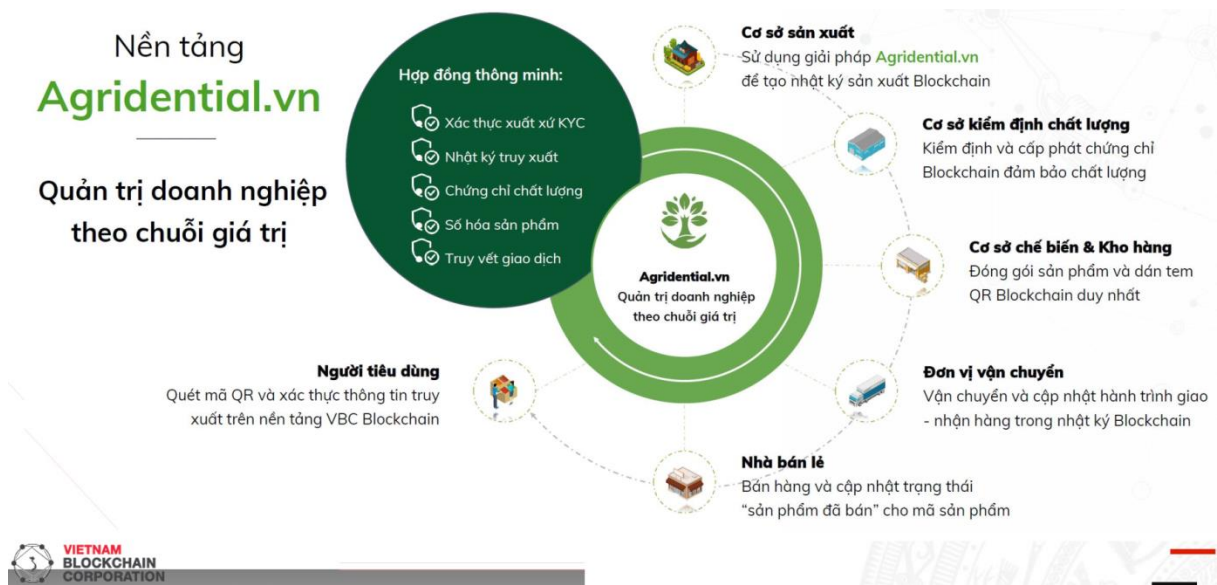 Nền tảng
Agridential.vn
Quản trị doanh nghiệp
theo chuỗi giá trị
Hợp đồng thông minh:
Xác thực xuất xứ KYC
Nhật ký truy xuất
Chứng chỉ chất lượng
Số hóa sản phẩm
Truy vết giao dịch
Agridential.vn
Quản trị doanh nghiệp
theo chuỗi giá trị
Cơ sở sản xuất
Sử dụng giải pháp Agridential.vn
để tạo nhật ký sản xuất Blockchain
Cơ sở kiểm định chất lượng
Kiểm định và cấp phát chứng chỉ
Blockchain đảm bảo chất lượng
Cơ sở chế biến & Kho hàng
Đóng gói sản phẩm và dán tem
QR Blockchain duy nhất
Đơn vị vận chuyển
Vận chuyển và cập nhật hành trình giao
- nhận hàng trong nhật ký Blockchain
Nhà bán lẻ
Bán hàng và cập nhật trạng thái
“sản phẩm đã bán” cho mã sản phẩm
Người tiêu dùng
Quét mã QR và xác thực thông tin truy
xuất trên nền tảng VBC Blockchain
VIETNAM
BLOCKCHAIN
CORPORATION